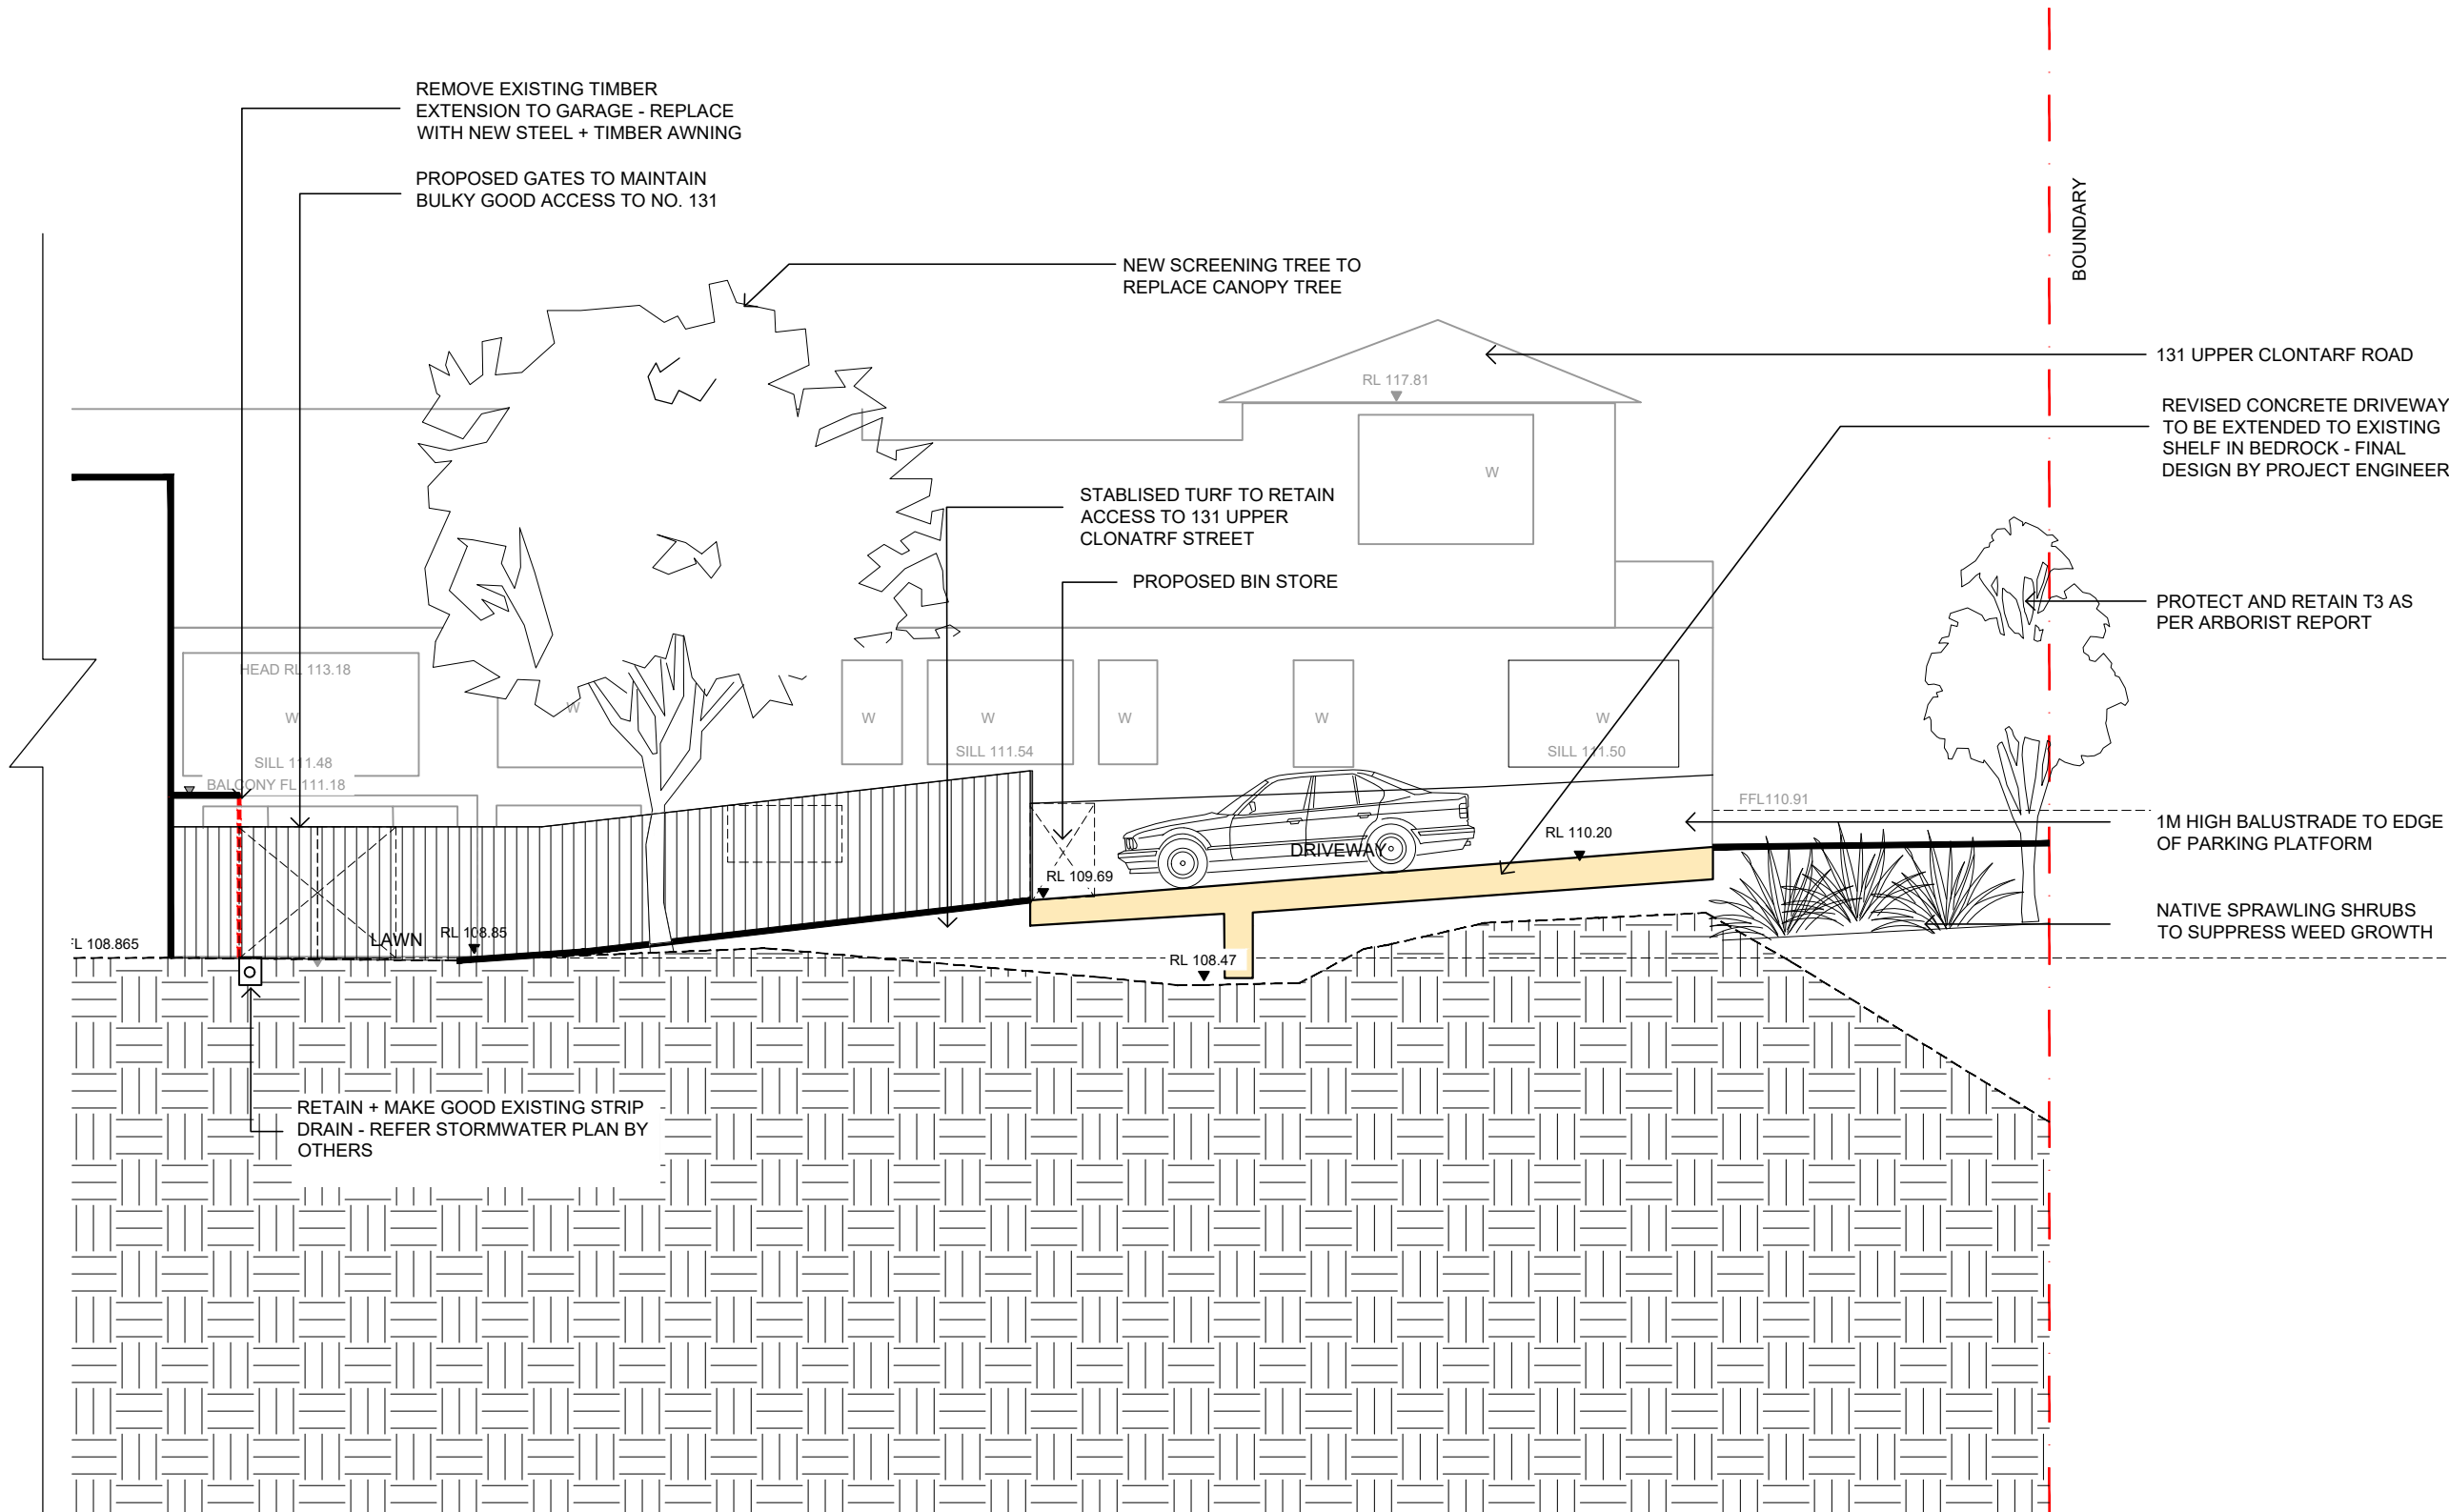 REMOVE EXISTING TIMBER
EXTENSION TO GARAGE - REPLACE
WITH NEW STEEL + TIMBER AWNING
PROPOSED GATES TO MAINTAIN
BULKY GOOD ACCESS TO NO. 131
BOUNDARY
NEW SCREENING TREE TO
REPLACE CANOPY TREE
131 UPPER CLONTARF ROAD
RL 117.81
REVISED CONCRETE DRIVEWAY
TO BE EXTENDED TO EXISTING
SHELF IN BEDROCK - FINAL
DESIGN BY PROJECT ENGINEER
W
STABLISED TURF TO RETAIN
ACCESS TO 131 UPPER
CLONATRF STREET
PROPOSED BIN STORE
PROTECT AND RETAIN T3 AS
PER ARBORIST REPORT
HEAD RL 113.18
W
W
W
W
W
W
W
SILL 111.48
SILL 111.54
SILL 111.50
BALCONY FL 111.18
FFL110.91
1M HIGH BALUSTRADE TO EDGE
OF PARKING PLATFORM
RL 110.20
DRIVEWAY
RL 109.69
NATIVE SPRAWLING SHRUBS
TO SUPPRESS WEED GROWTH
FL 108.865
LAWN
RL 108.85
RL 108.47
RETAIN + MAKE GOOD EXISTING STRIP
DRAIN - REFER STORMWATER PLAN BY
OTHERS